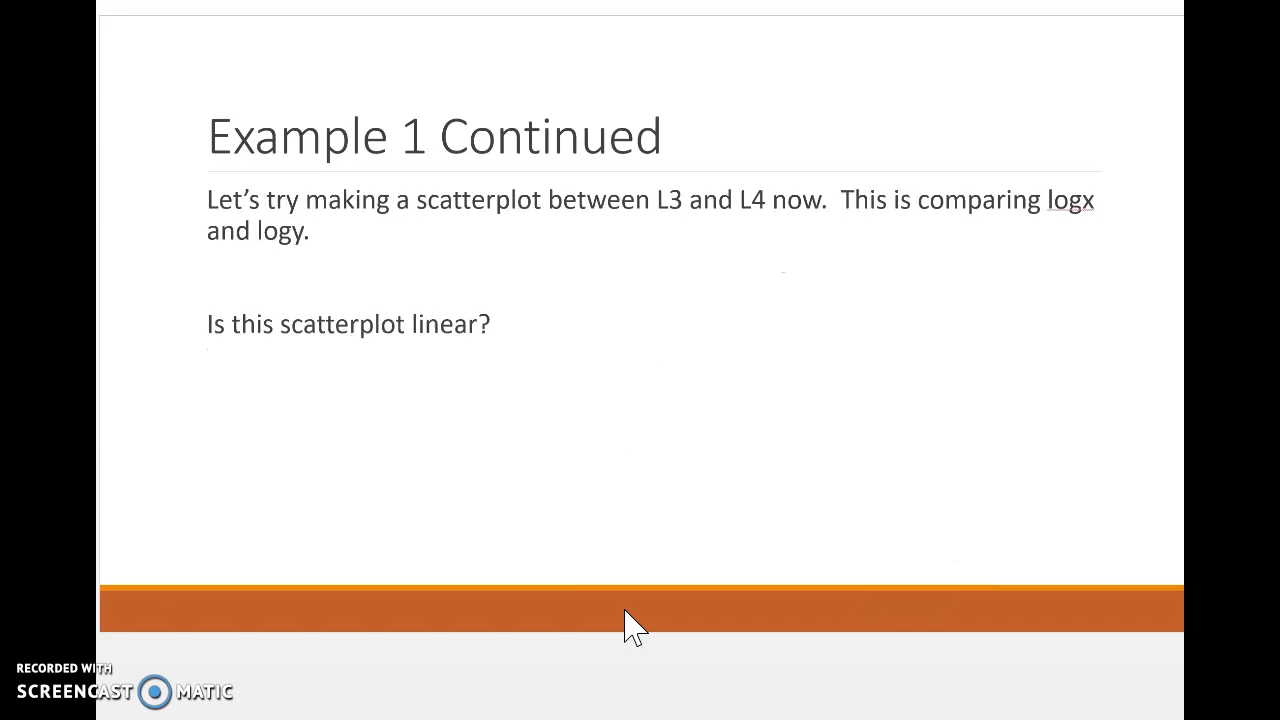 Example 1 Continued
Let’s try making a scatterplot between L3 and L4 now.  This is comparing logx
and logy.
Is this scatterplot linear?
RECORDED WITH
SCREENCAST MATIC